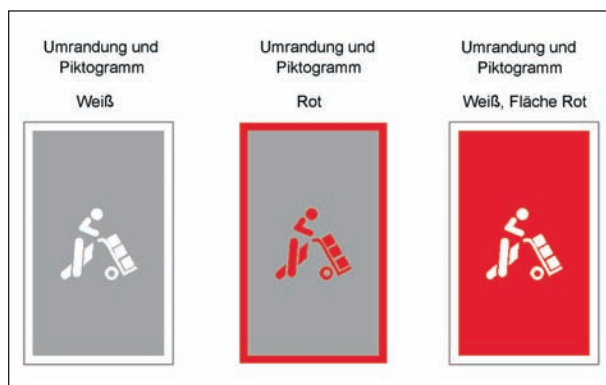 Umrandung und
Piktogramm
Weiß
Umrandung und
Piktogramm
Rot
Umrandung und
Piktogramm
Weiß, Fläche Rot